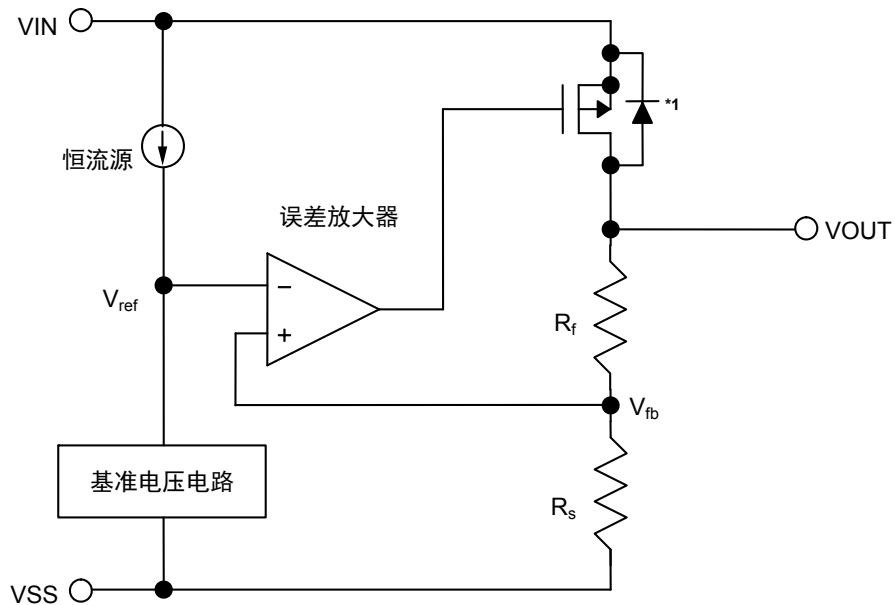 VIN
*1
恒流源
误差放大器
VOUT
Vref
−
+
Rf
Vfb
基准电压电路
Rs
VSS